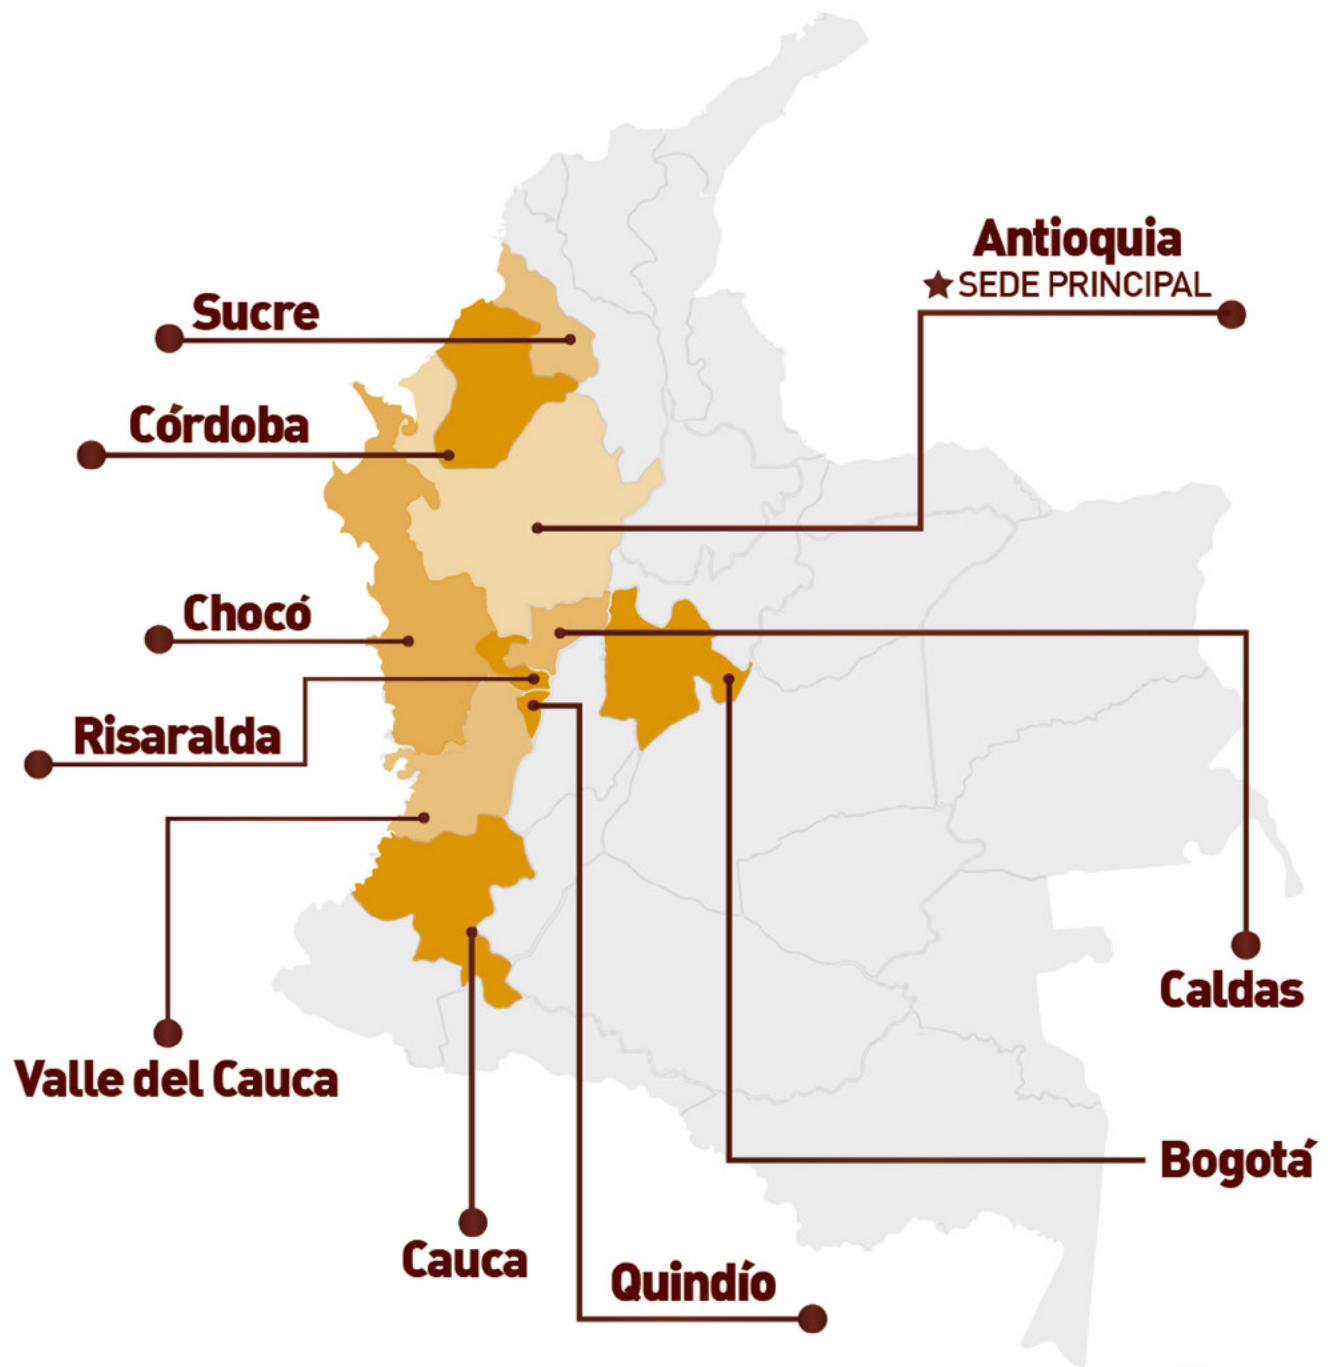 Antioquia
★ SEDE PRINCIPAL
Sucre
Córdoba
Chocó
Risaralda
Caldas
Valle del Cauca
Bogotá
Cauca
Quindío